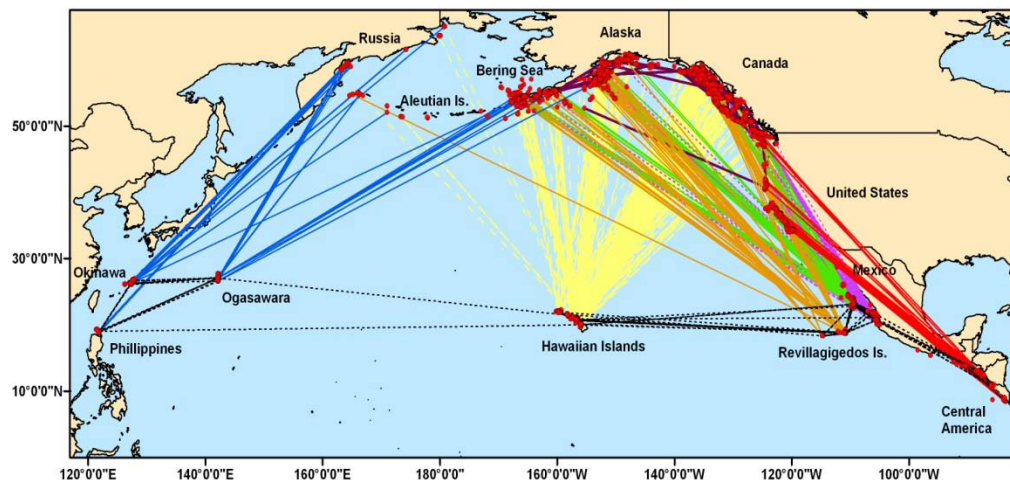 Russia
Alaska
Canada
Bering Sea
Aleutian Is.
50°0'0"N
United States
30°0'0"N
Okinawa
Ogasawara
Mexico
Phillippines
Hawaiian Islands
Revillagigedos Is.
10°0'0"N
Central
America
120°0'0"E
140°0'0"E
160°0'0"E
180°0'0"
160°0'0"W
140°0'0"W
120°0'0"W
100°0'0"W